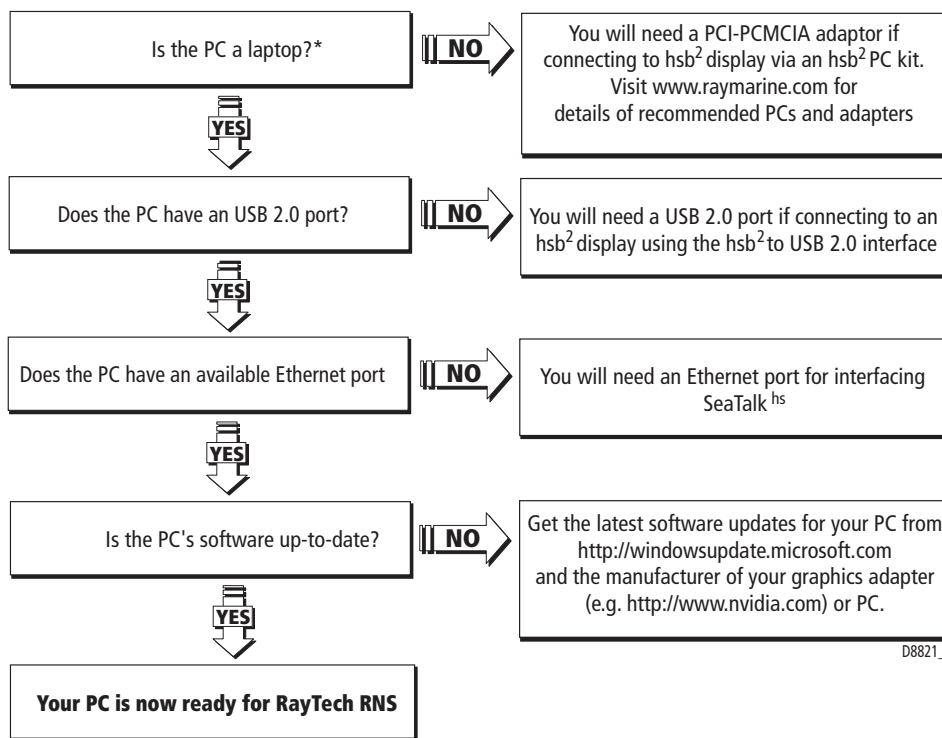 Is the PC a laptop?*
NO
You will need a PCI-PCMCIA adaptor if
connecting to hsb² display via an hsb² PC kit.
Visit www.raymarine.com for
details of recommended PCs and adapters
YES
Does the PC have an USB 2.0 port?
NO
You will need a USB 2.0 port if connecting to an
hsb² display using the hsb² to USB 2.0 interface
YES
Does the PC have an available Ethernet port
NO
You will need an Ethernet port for interfacing
SeaTalk hs
YES
Is the PC's software up-to-date?
NO
Get the latest software updates for your PC from
http://windowsupdate.microsoft.com
and the manufacturer of your graphics adapter
(e.g. http://www.nvidia.com) or PC.
D8821_
YES
Your PC is now ready for RayTech RNS